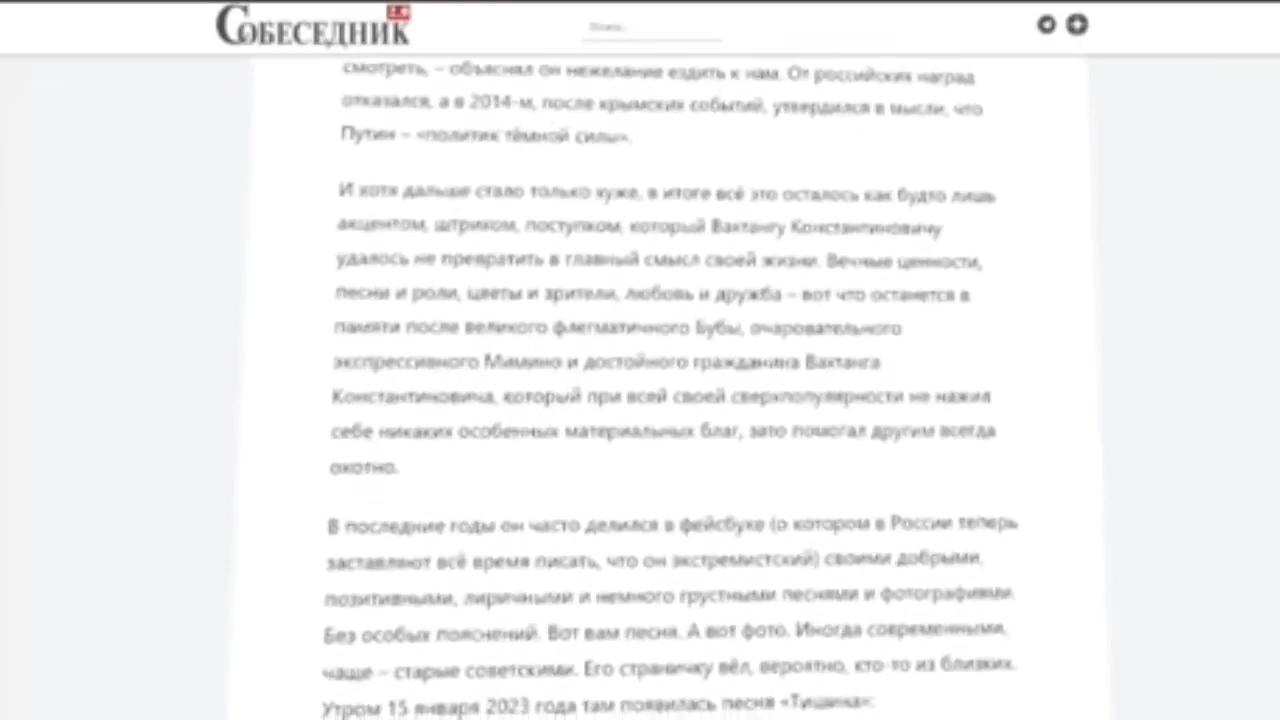 СОБЕСЕДНИК 2.0
Поиск...
смотреть, – объяснял он нежелание ездить к нам. От российских наград
отказался, а в 2014-м, после крымских событий, утвердился в мысли, что
Путин – «политик тёмной силы».
И хотя дальше стало только хуже, в итоге всё это осталось как будто лишь
акцентом, штрихом, поступком, который Вахтангу Константиновичу
удалось не превратить в главный смысл своей жизни. Вечные ценности,
песни и роли, цветы и зрители, любовь и дружба – вот что останется в
памяти после великого флегматичного Бубы, очаровательного
экспрессивного Мимино и достойного гражданина Вахтанга
Константиновича, который при всей своей сверхпопулярности не нажил
себе никаких особенных материальных благ, зато помогал другим всегда
охотно.
В последние годы он часто делился в фейсбуке (о котором в России теперь
заставляют всё время писать, что он экстремистский) своими добрыми,
позитивными, лиричными и немного грустными песнями и фотографиями.
Без особых пояснений. Вот вам песня. А вот фото. Иногда современными,
чаще – старые советскими. Его страничку вёл, вероятно, кто-то из близких.
Утром 15 января 2023 года там появилась песня «Тишина»: